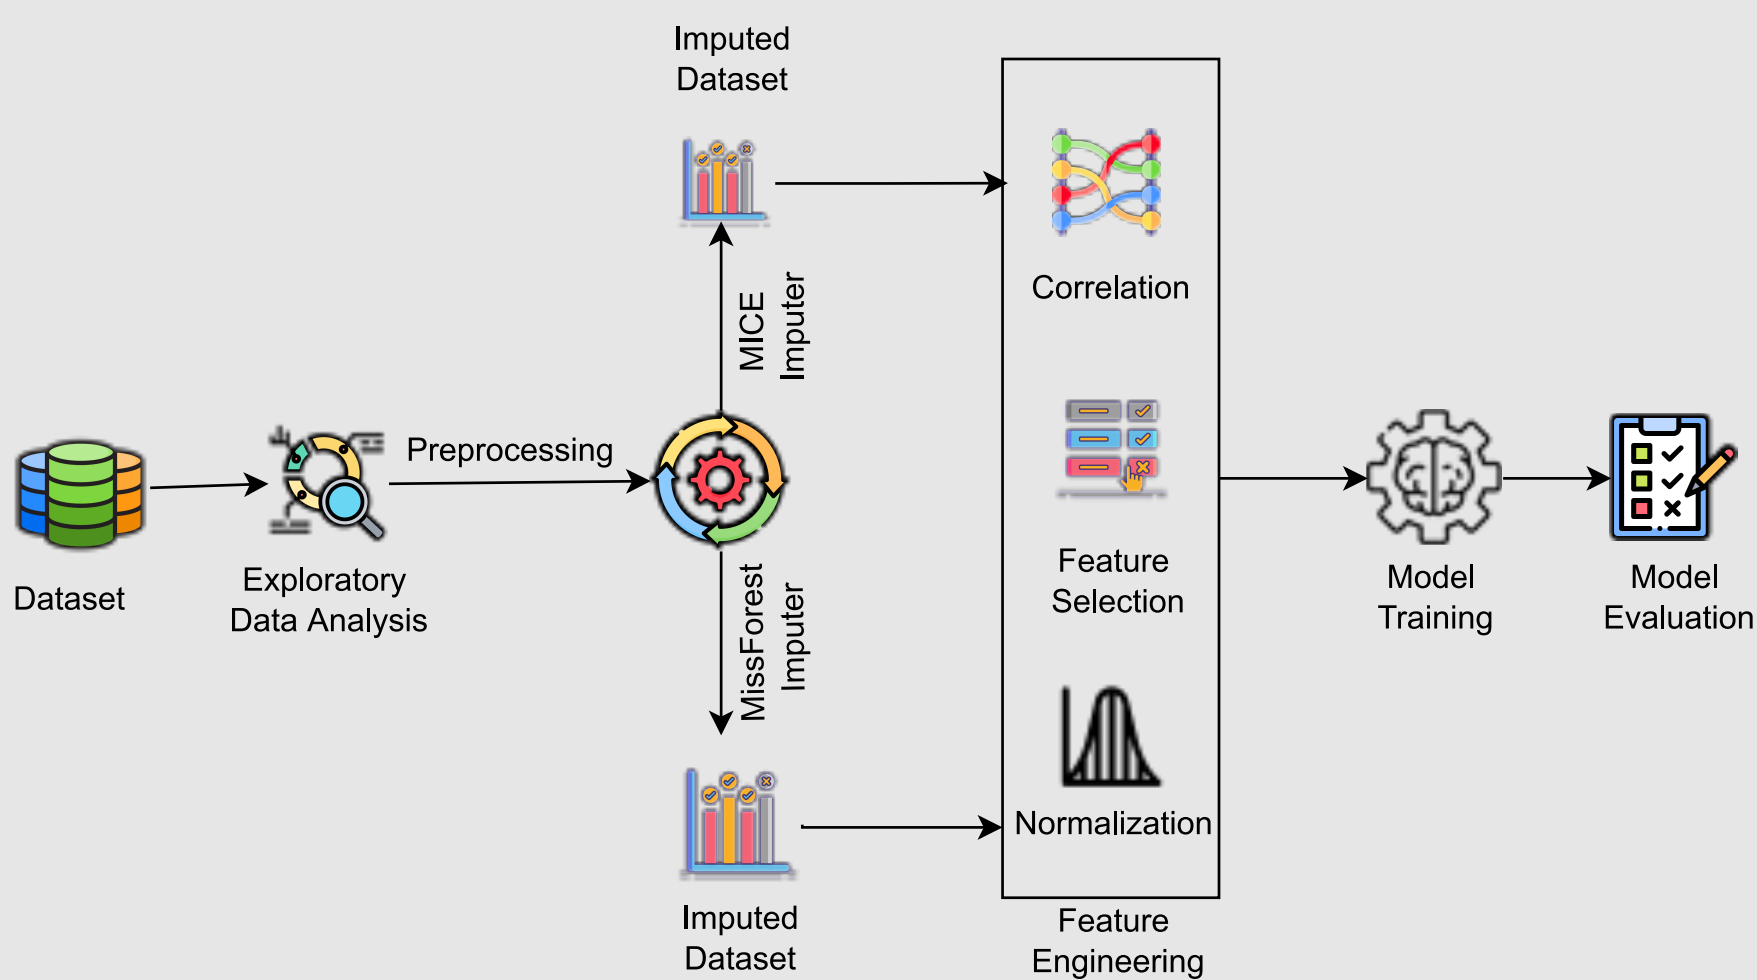 Dataset
Exploratory
Data Analysis
Preprocessing
Imputed
Dataset
MICE
Imputer
MissForest
Imputer
Imputed
Dataset
Correlation
Feature
Selection
Normalization
Feature
Engineering
Model
Training
Model
Evaluation